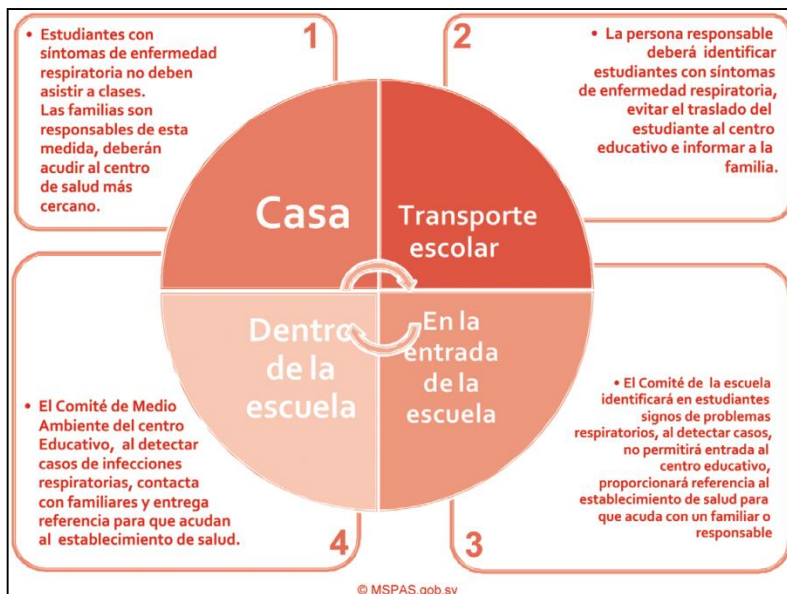 1
• Estudiantes con
síntomas de enfermedad
respiratoria no deben
asistir a clases.
Las familias son
responsables de esta
medida, deberán
acudir al centro
de salud más
cercano.
2
• La persona responsable
deberá identificar
estudiantes con síntomas
de enfermedad respiratoria,
evitar el traslado del
estudiante al centro
educativo e informar a la
familia.
Casa
Transporte
escolar
Dentro
de la
escuela
En la
entrada
de la
escuela
• El Comité de Medio
Ambiente del centro
Educativo, al detectar
casos de infecciones
respiratorias, contacta
con familiares y entrega
referencia para que acudan
al establecimiento de salud.
4
• El Comité de la escuela
identificará en estudiantes
signos de problemas
respiratorios, al detectar casos,
no permitirá entrada al
centro educativo,
proporcionará referencia al
establecimiento de salud para
que acuda con un familiar o
responsable
3
© MSPAS.gob.sv